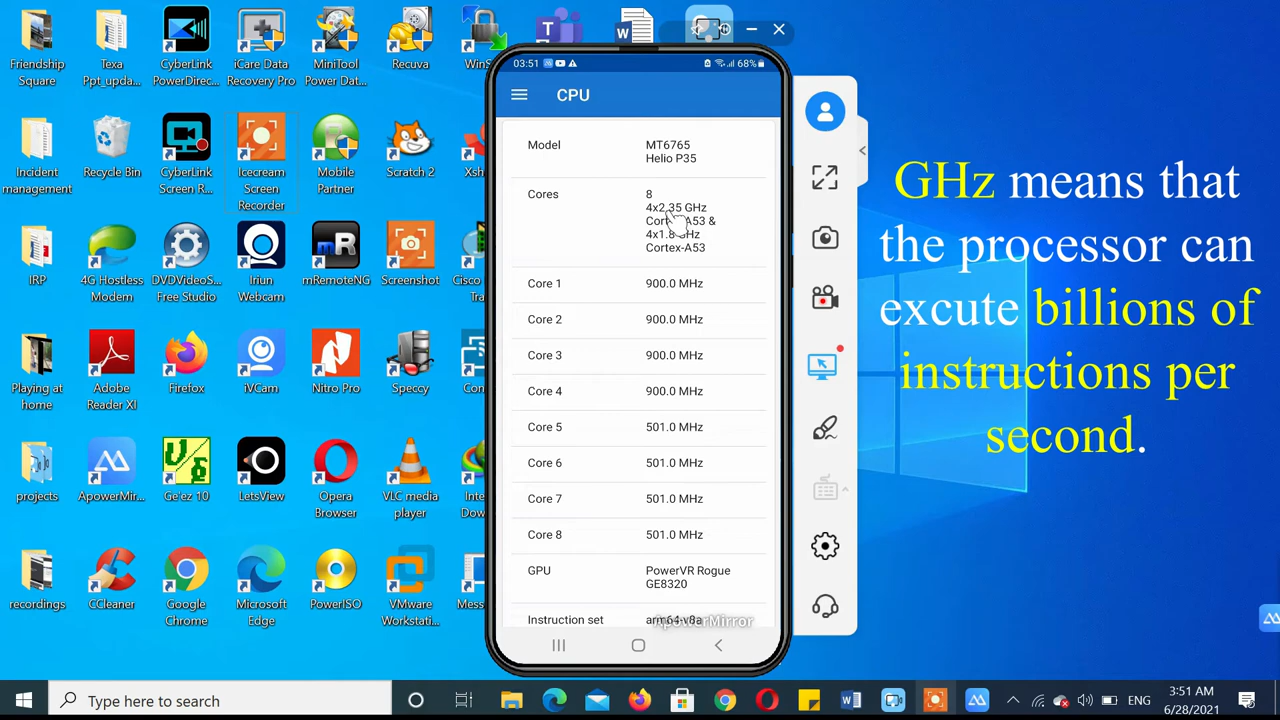 Friendship
Square
Texa
Ppt_upda...
CyberLink
PowerDirec...
iCare Data
Recovery Pro
MiniTool
Power Dat...
Recuva
Incident
management
Recycle Bin
CyberLink
Screen R...
Icecream
Screen
Recorder
Mobile
Partner
Scratch 2
IRP
4G Hostless
Modem
DVDVideoS...
Free Studio
Iriun
Webcam
mRemoteNG
Screenshot
Playing at
home
Adobe
Reader XI
Firefox
iVCam
Nitro Pro
Speccy
projects
ApowerMir...
Ge'ez 10
LetsView
Opera
Browser
VLC media
player
recordings
CCleaner
Google
Chrome
Microsoft
Edge
PowerISO
VMware
Workstati...
03:51
68%
CPU
Model
MT6765
Helio P35
Cores
8
4x2.35 GHz
A53 &
Cortex-A53
Core 1
900.0 MHz
Core 2
900.0 MHz
Core 3
900.0 MHz
Core 4
900.0 MHz
Core 5
501.0 MHz
Core 6
501.0 MHz
Core 7
501.0 MHz
Core 8
501.0 MHz
GPU
PowerVR Rogue
GE8320
Instruction set
arm64-v8a
ApowerMirror
GHz means that
the processor can
excute billions of
instructions per
second.
Type here to search
ENG
3:51 AM
6/28/2021